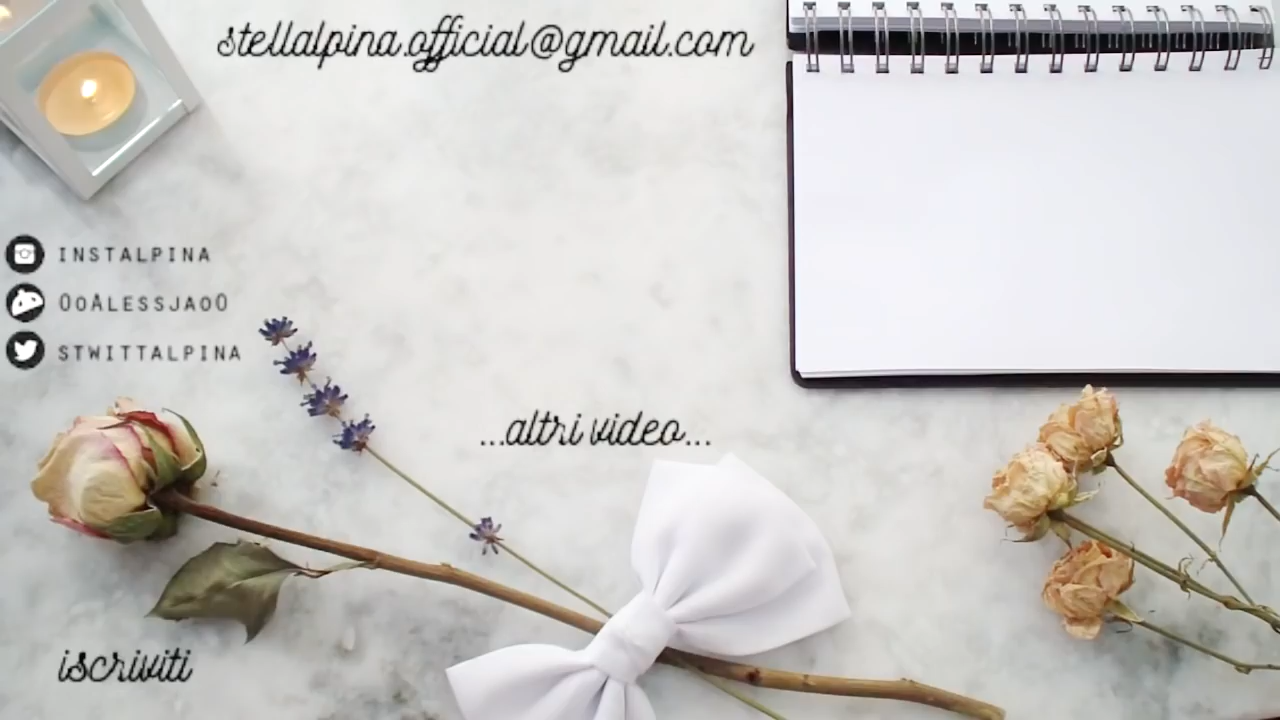 stellalpina.official@gmail.com
INSTALPINA
OoALESSJAoO
STWITTALPINA
...altri video...
iscriviti